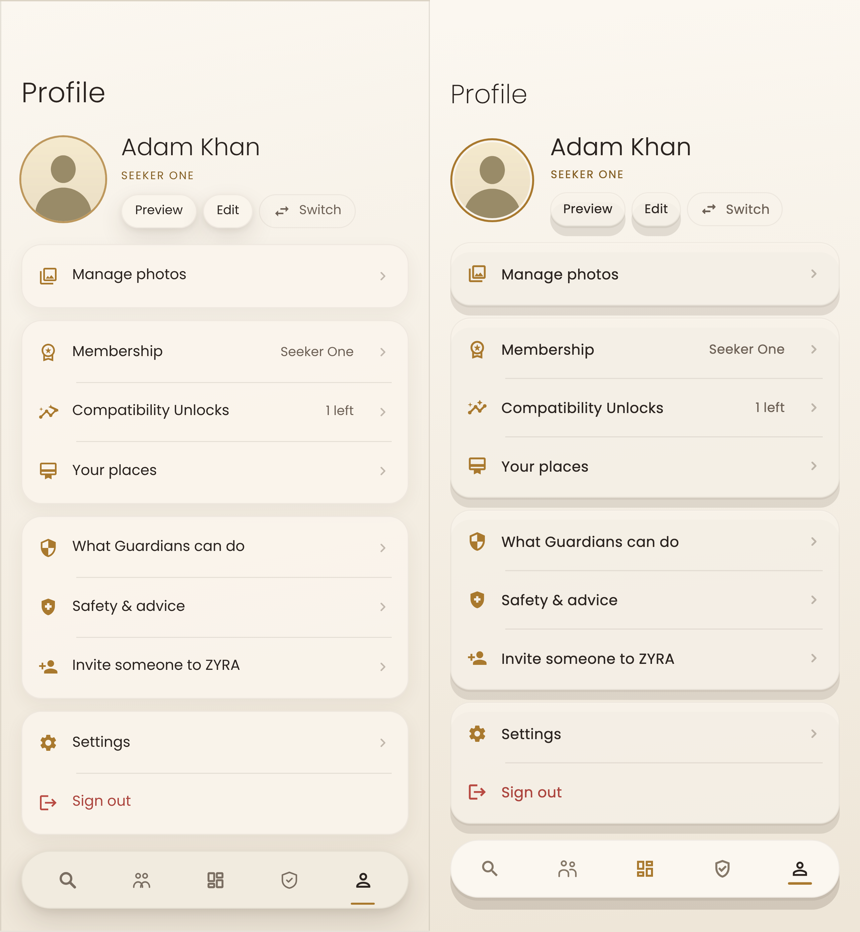 Profile
Adam Khan
SEEKER ONE
Preview Edit Switch
Manage photos
Membership Seeker One
Compatibility Unlocks 1 left
Your places
What Guardians can do
Safety & advice
Invite someone to ZYRA
Settings
Sign out
Profile
Adam Khan
SEEKER ONE
Preview Edit Switch
Manage photos
Membership Seeker One
Compatibility Unlocks 1 left
Your places
What Guardians can do
Safety & advice
Invite someone to ZYRA
Settings
Sign out